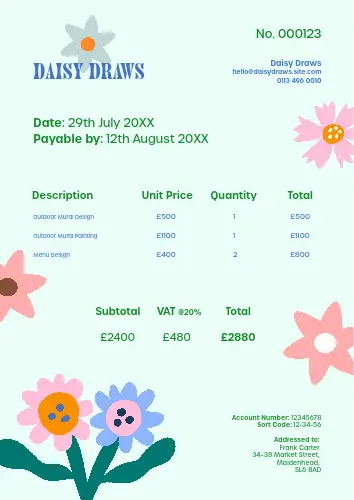 No. 000123
DAISY DRAWS
Daisy Draws
hello@daisydraws.site.com
0113 496 0010
Date: 29th July 20XX
Payable by: 12th August 20XX
Description Unit Price Quantity Total
Outdoor Mural Design £500 1 £500
Outdoor Mural Painting £1100 1 £1100
Menu Design £400 2 £800
Subtotal VAT @20% Total
£2400 £480 £2880
Account Number: 12345678
Sort Code: 12-34-56
Addressed to:
Frank Carter
34-38 Market Street,
Maidenhead,
SL6 8AD